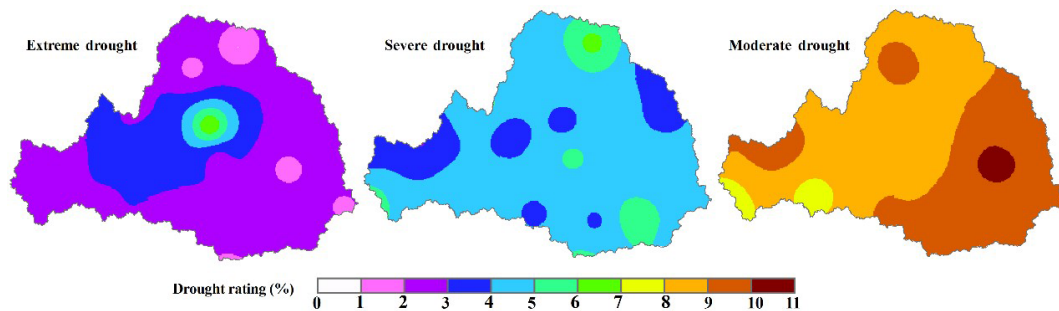 Extreme drought
Severe drought
Moderate drought
Drought rating (%)
0 1 2 3 4 5 6 7 8 9 10 11